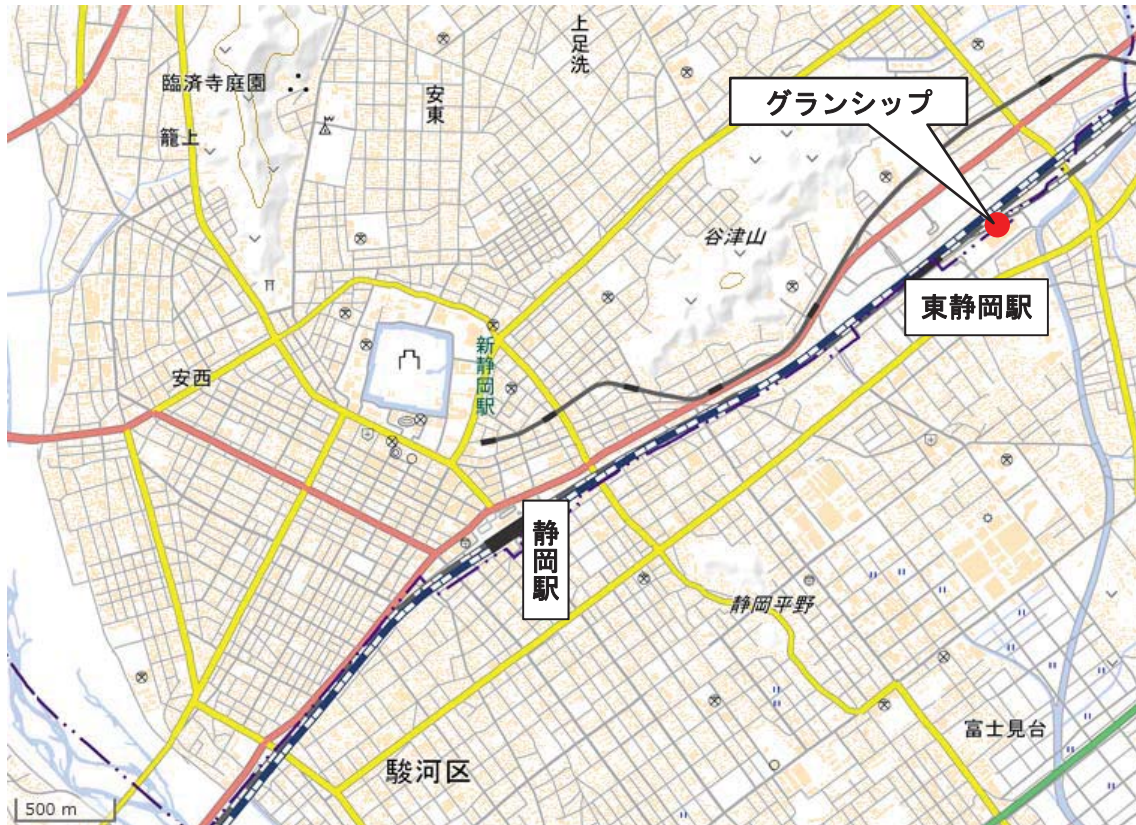 上足洗
臨済寺庭園
安東
籠上
グランシップ
谷津山
東静岡駅
新静岡駅
安西
静岡駅
静岡平野
富士見台
駿河区
500 m